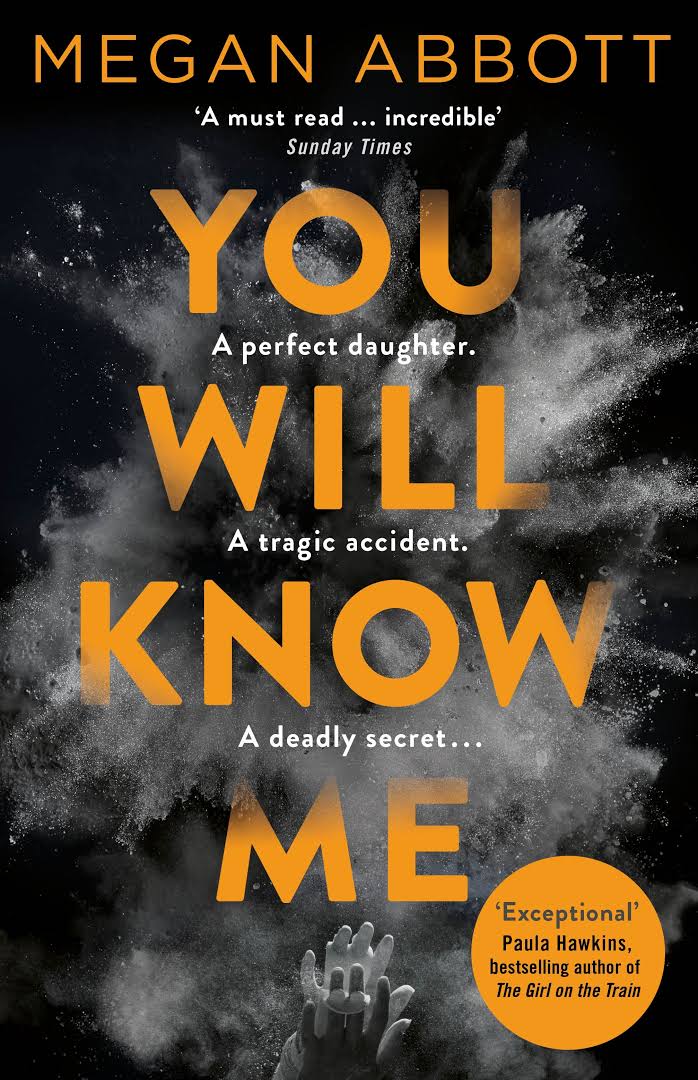 MEGAN ABBOTT
‘A must read ... incredible’
Sunday Times
YOU
A perfect daughter.
WILL
A tragic accident.
KNOW
A deadly secret...
ME
‘Exceptional’
Paula Hawkins,
bestselling author of
The Girl on the Train